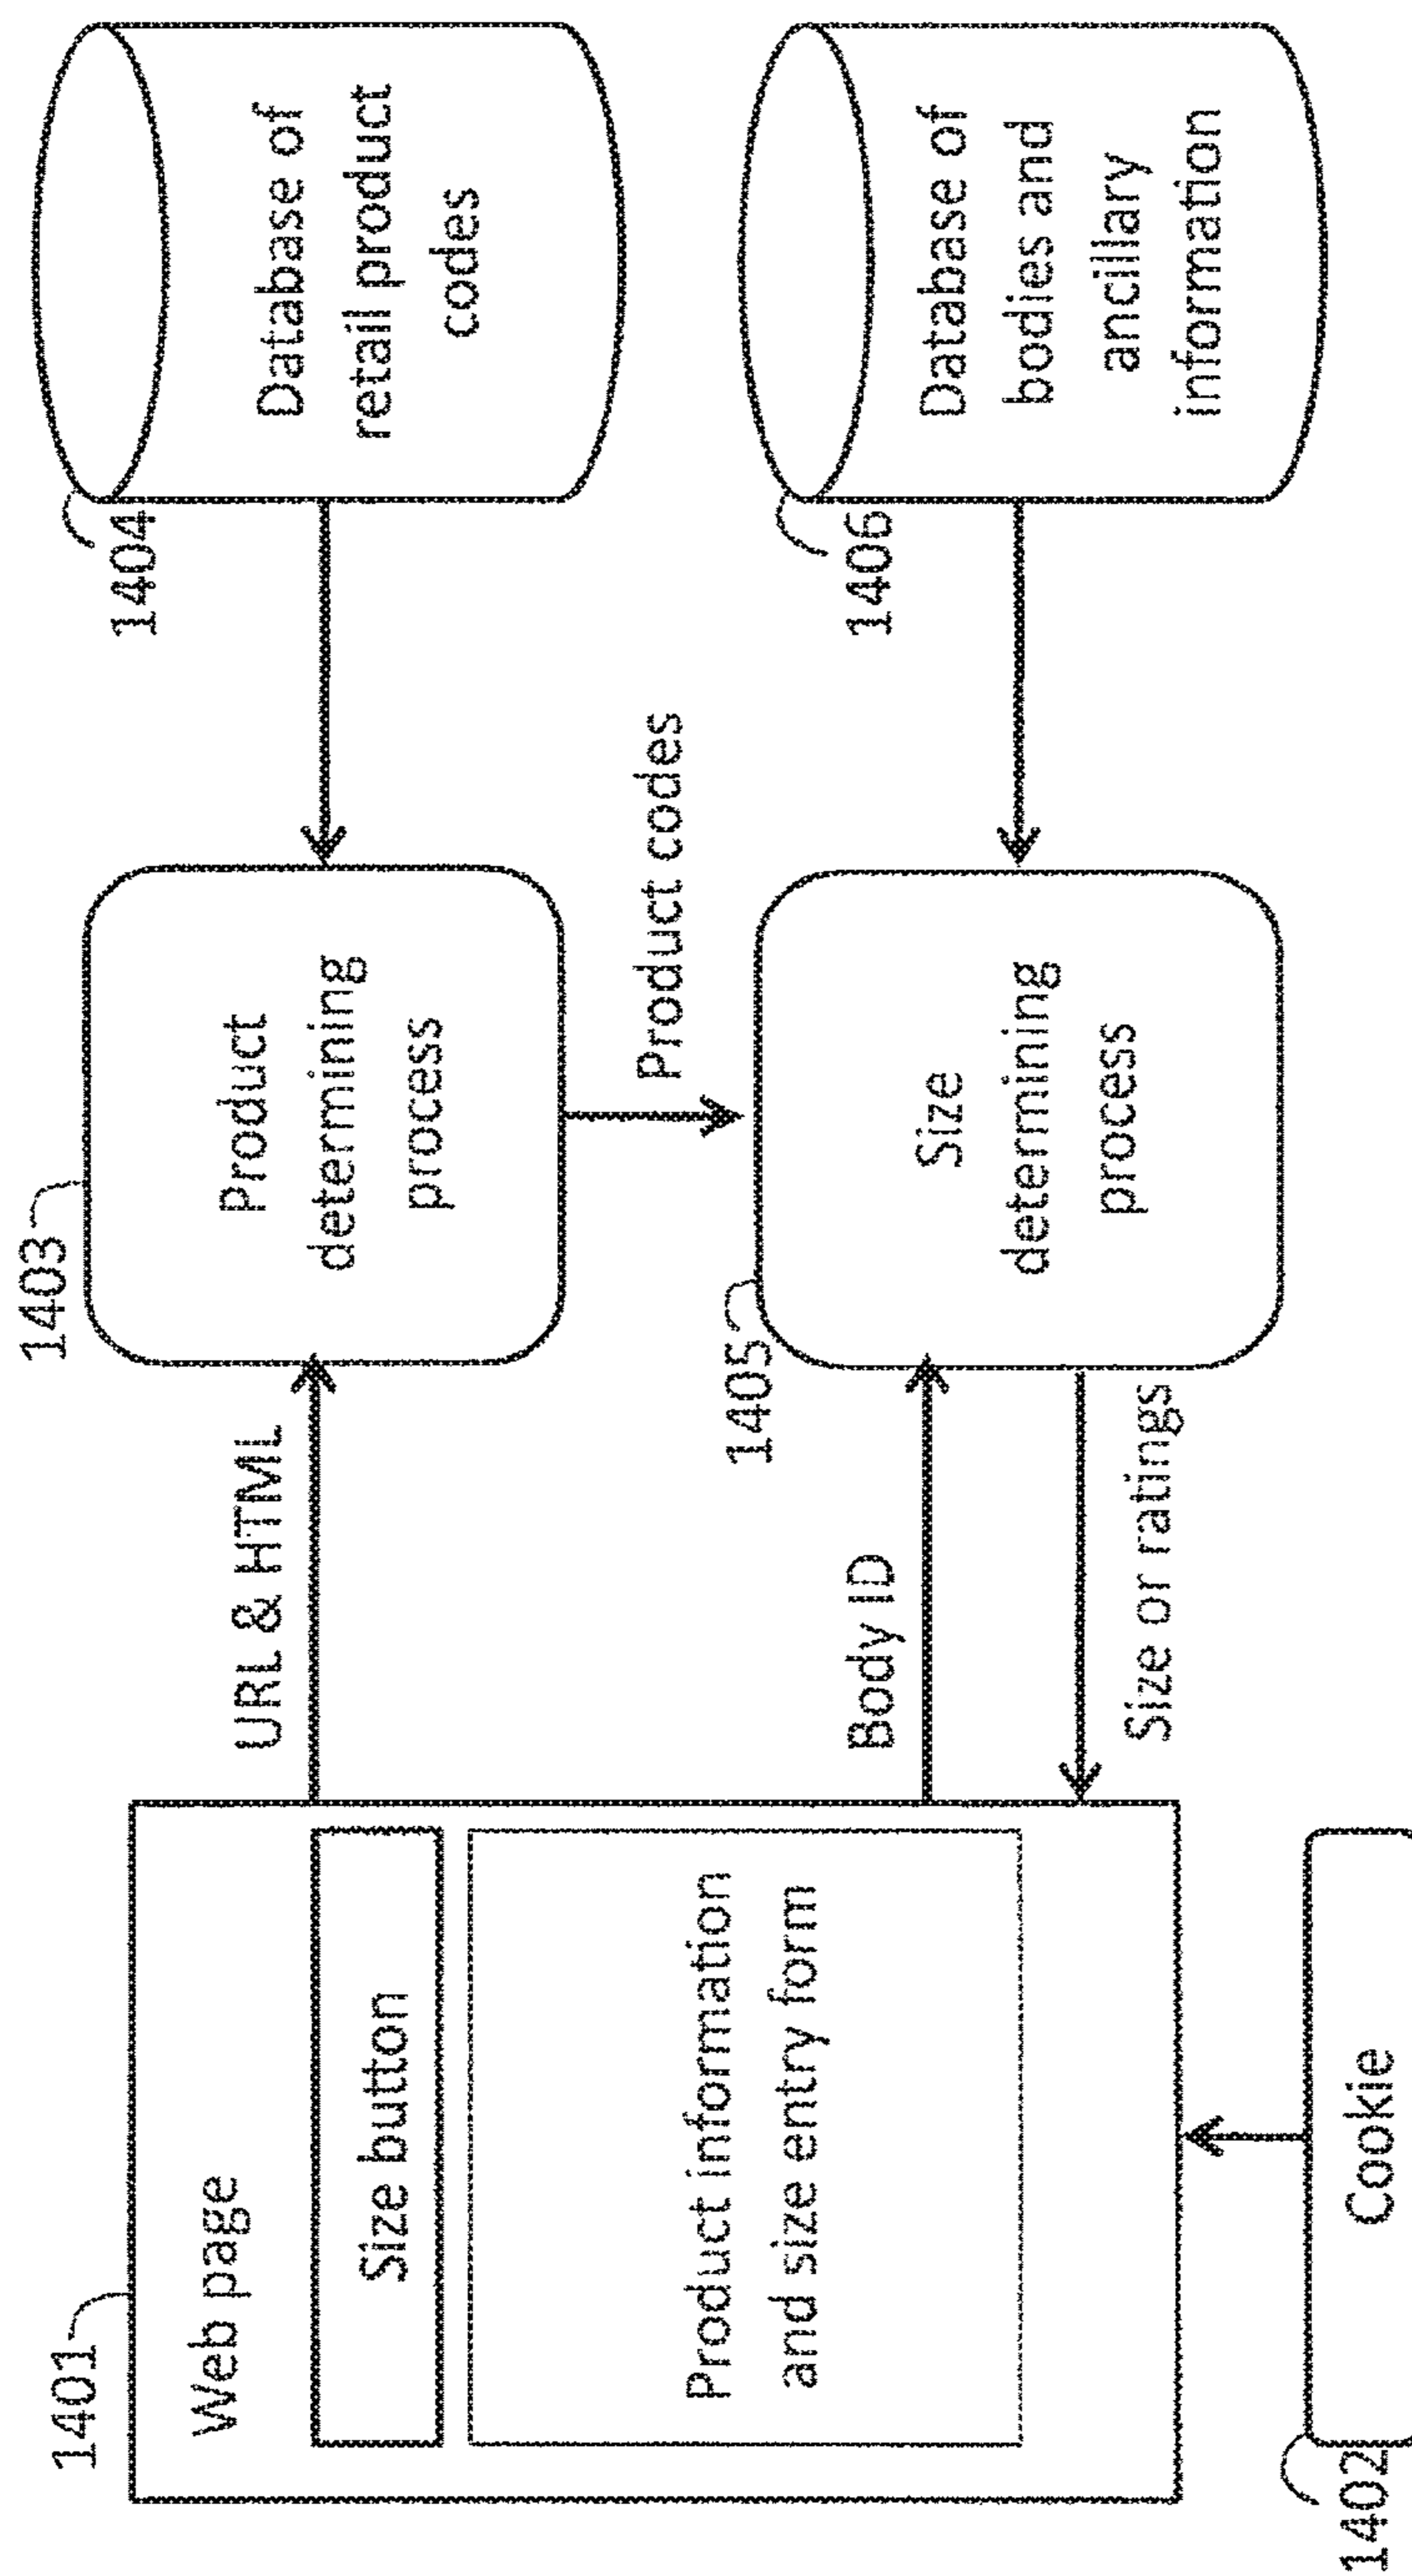 1401
Web page
Size button
Product information
and size entry form
1402
Cookie
URL & HTML
Body ID
Size or ratings
1403
Product
determining
process
Product codes
1405
Size
determining
process
1404
Database of
retail product
codes
1406
Database of
bodies and
ancillary
information